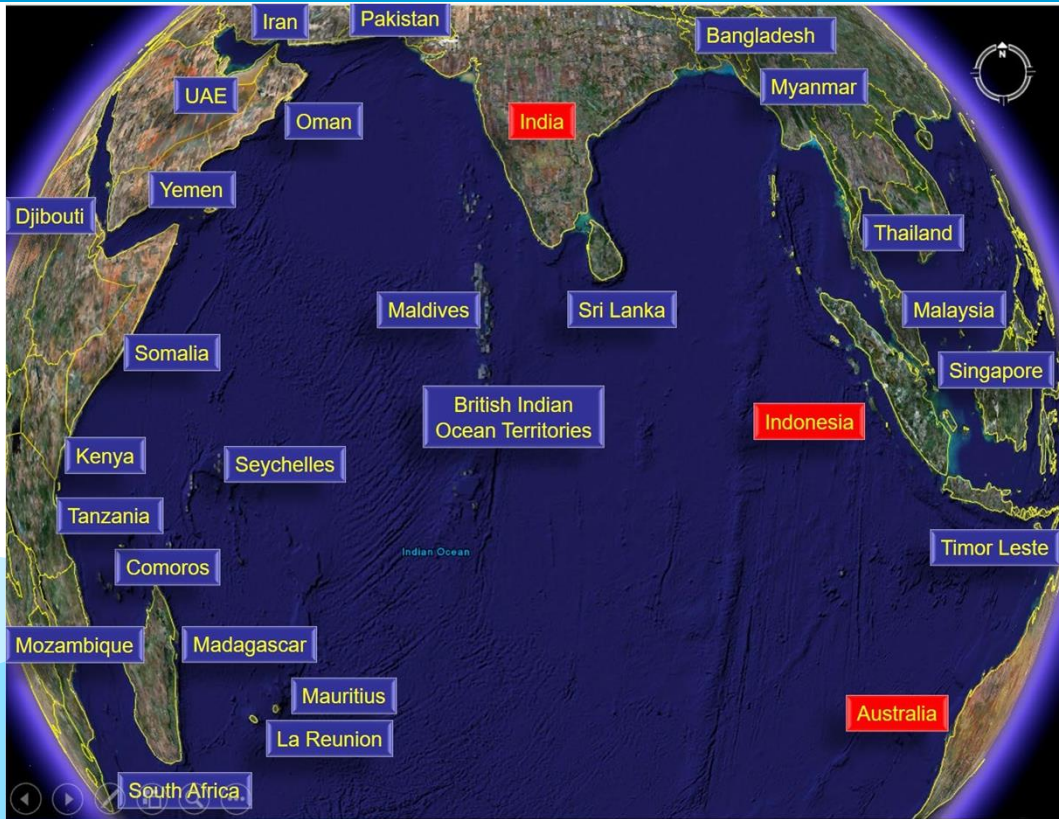 Iran
Pakistan
Bangladesh
N
UAE
Myanmar
Oman
India
Yemen
Djibouti
Thailand
Maldives
Sri Lanka
Malaysia
Somalia
Singapore
British Indian
Ocean Territories
Indonesia
Kenya
Seychelles
Tanzania
Indian Ocean
Timor Leste
Comoros
Mozambique
Madagascar
Mauritius
Australia
La Reunion
South Africa